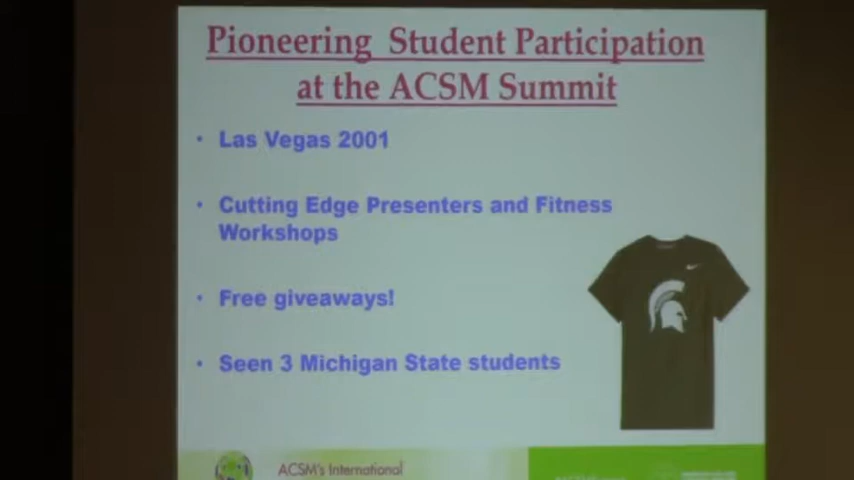 Pioneering Student Participation
at the ACSM Summit
• Las Vegas 2001
• Cutting Edge Presenters and Fitness
Workshops
• Free giveaways!
• Seen 3 Michigan State students
ACSM's International